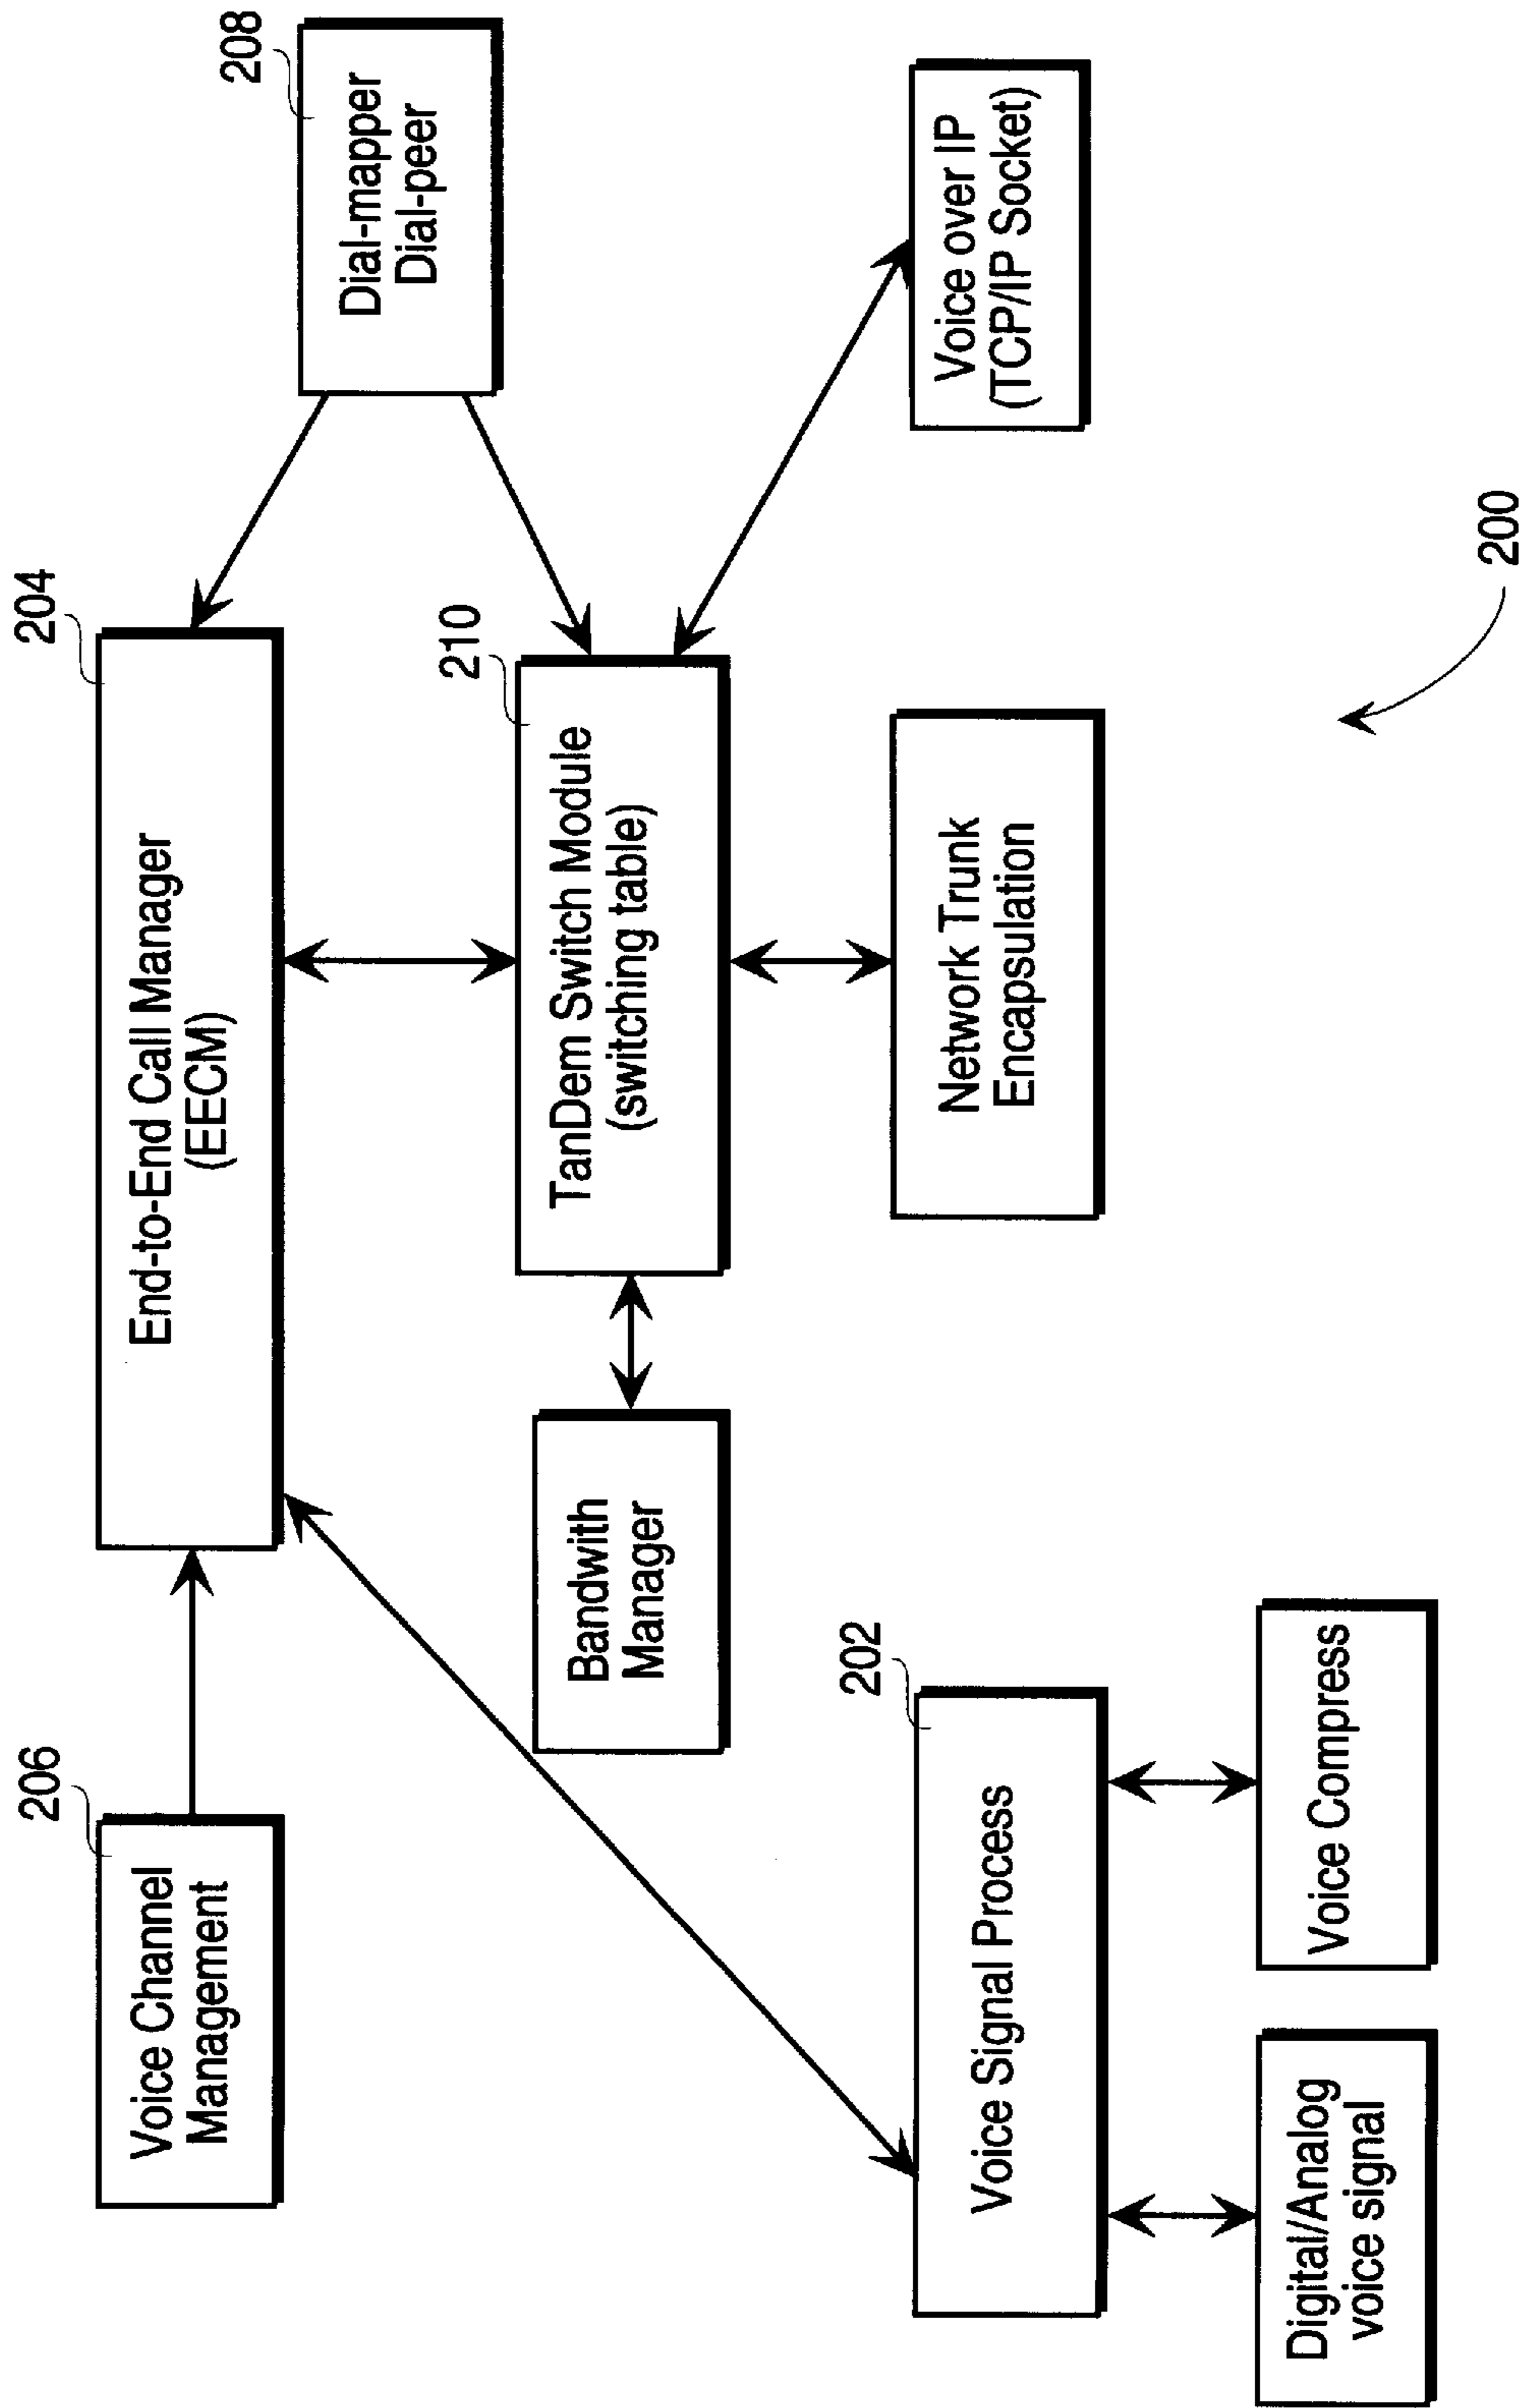 206
Voice Channel
Management
204
End-to-End Call Manager
(EECM)
208
Dial-mapper
Dial-peer
210
TanDem Switch Module
(switching table)
Bandwith
Manager
202
Voice Signal Process
Network Trunk
Encapsulation
Voice over IP
(TCP/IP Socket)
Digital/Analog
voice signal
Voice Compress
200